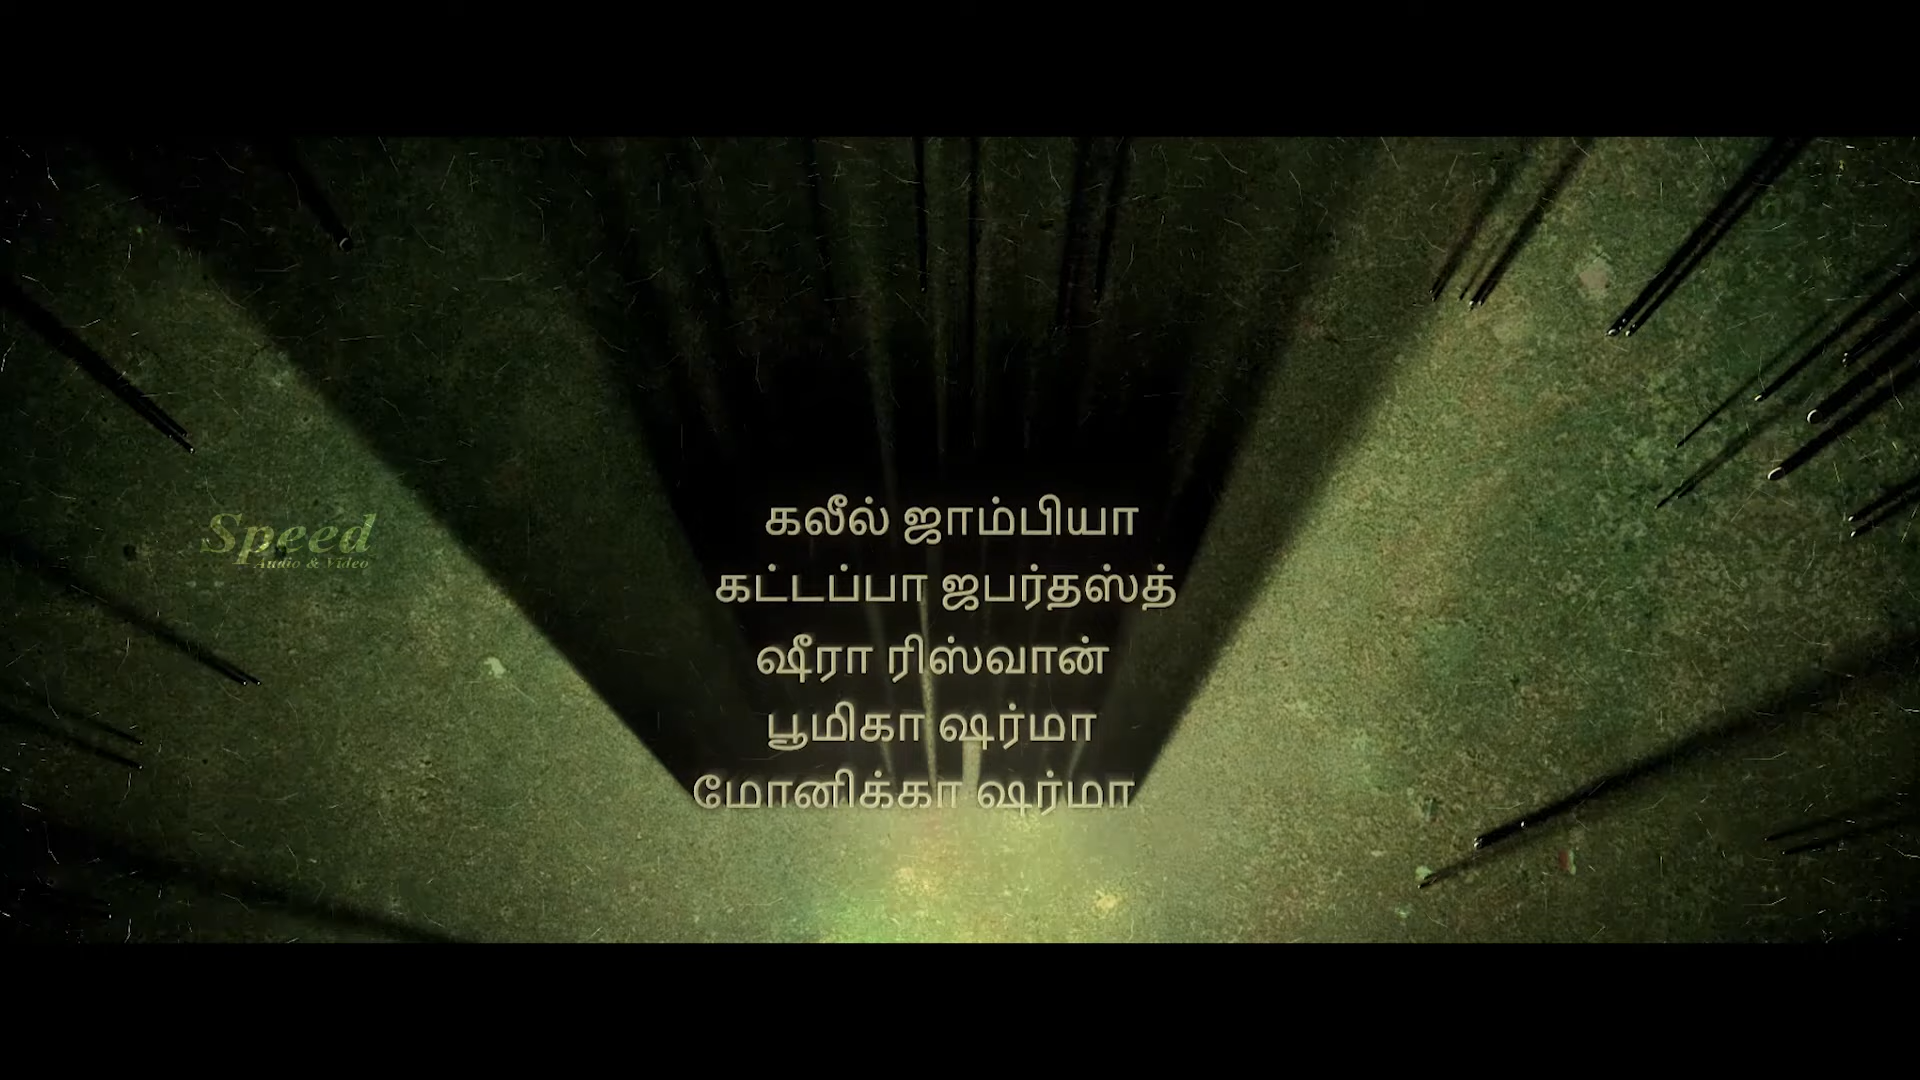 Speed
Audio & Video
கலீல் ஜாம்பியா
கட்டப்பா ஜபர்தஸ்த்
ஷீரா ரிஸ்வான்
பூமிகா ஷர்மா
மோனிக்கா ஷர்மா